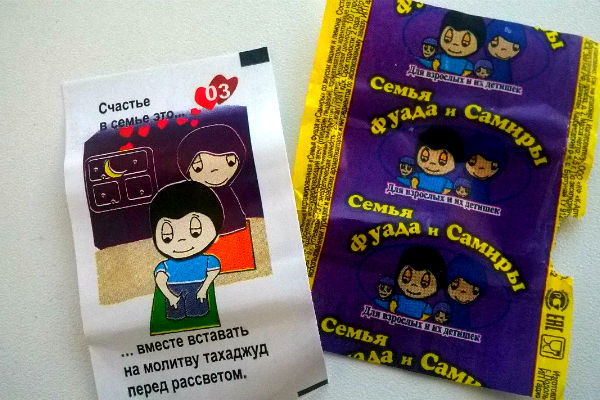 03
Счастье
в семье это...
... вместе вставать
на молитву тахаджуд
перед рассветом.
Для взрослых и их детишек
Семья
Фуада и Самиры
Для взрослых и их детишек
Семья
Фуада и Самиры
Для взрослых и их детишек
Семья
Фуада и Самиры
ЕАС